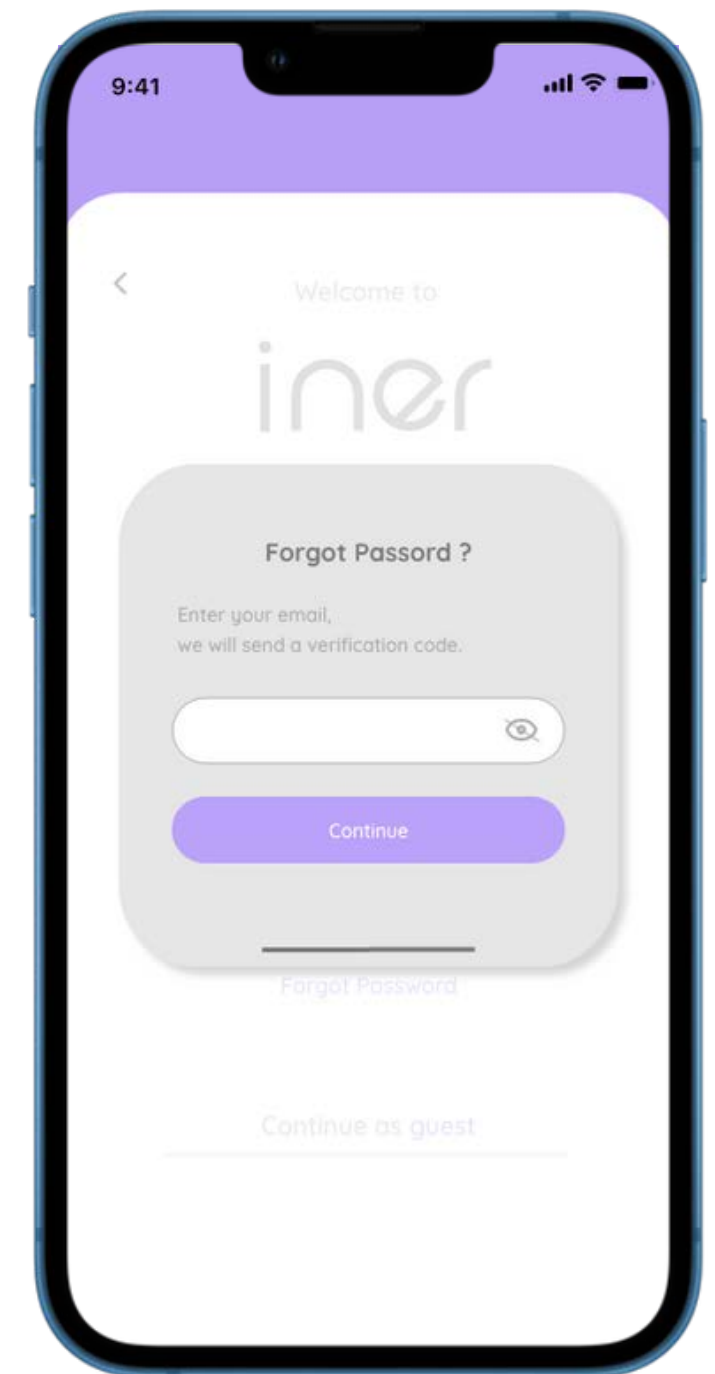 9:41
Welcome to
iner
Forgot Passord ?
Enter your email,
we will send a verification code.
Continue
Forgot Password
Continue as guest